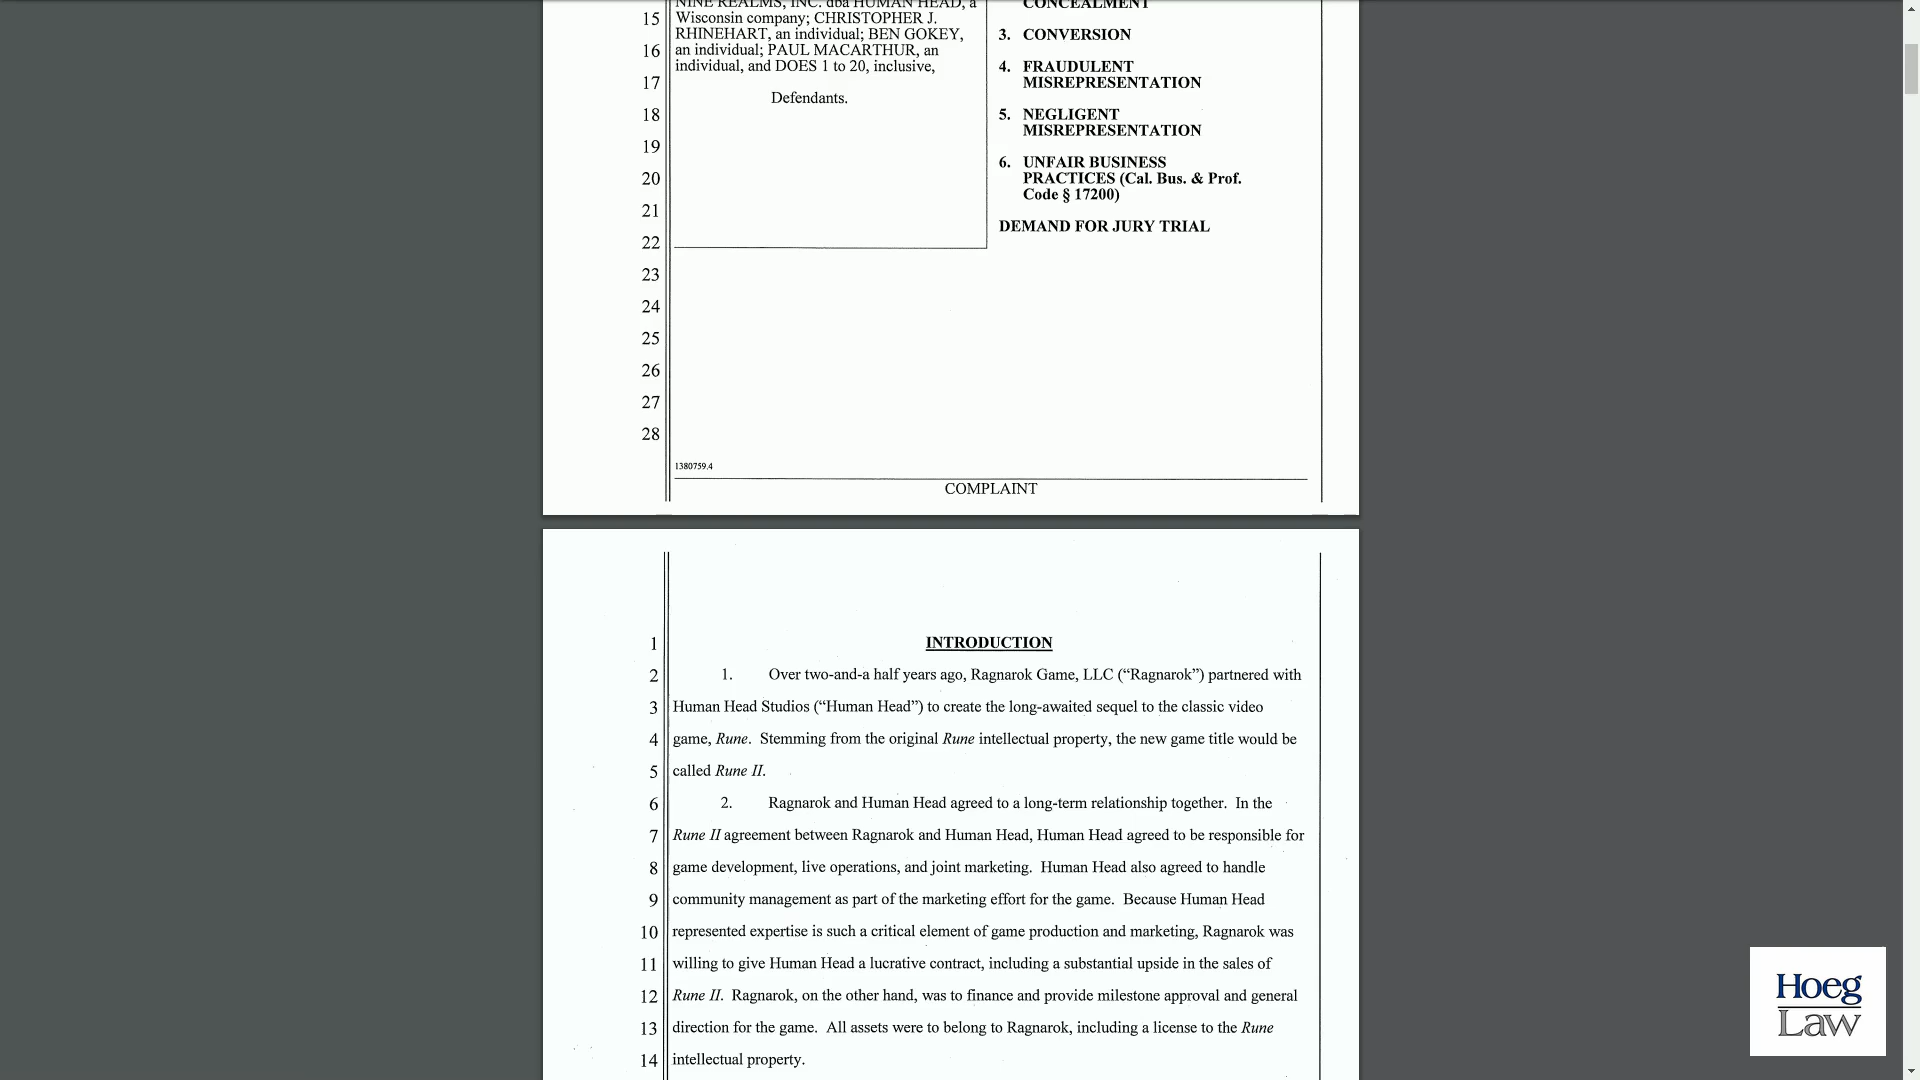 NINE REALMS, INC. dba HUMAN HEAD, a
15 Wisconsin company; CHRISTOPHER J.
RHINEHART, an individual; BEN GOKEY,
16 an individual; PAUL MACARTHUR, an
individual, and DOES 1 to 20, inclusive,
17
Defendants.
18
19
20
21
22
CONCEALMENT
3. CONVERSION
4. FRAUDULENT
MISREPRESENTATION
5. NEGLIGENT
MISREPRESENTATION
6. UNFAIR BUSINESS
PRACTICES (Cal. Bus. & Prof.
Code § 17200)
DEMAND FOR JURY TRIAL
23
24
25
26
27
28
1380759.4
COMPLAINT
1 INTRODUCTION
2 1. Over two-and-a half years ago, Ragnarok Game, LLC (“Ragnarok”) partnered with
3 Human Head Studios (“Human Head”) to create the long-awaited sequel to the classic video
4 game, Rune. Stemming from the original Rune intellectual property, the new game title would be
5 called Rune II.
6 2. Ragnarok and Human Head agreed to a long-term relationship together. In the
7 Rune II agreement between Ragnarok and Human Head, Human Head agreed to be responsible for
8 game development, live operations, and joint marketing. Human Head also agreed to handle
9 community management as part of the marketing effort for the game. Because Human Head
10 represented expertise is such a critical element of game production and marketing, Ragnarok was
11 willing to give Human Head a lucrative contract, including a substantial upside in the sales of
12 Rune II. Ragnarok, on the other hand, was to finance and provide milestone approval and general
13 direction for the game. All assets were to belong to Ragnarok, including a license to the Rune
14 intellectual property.
Hoeg
Law